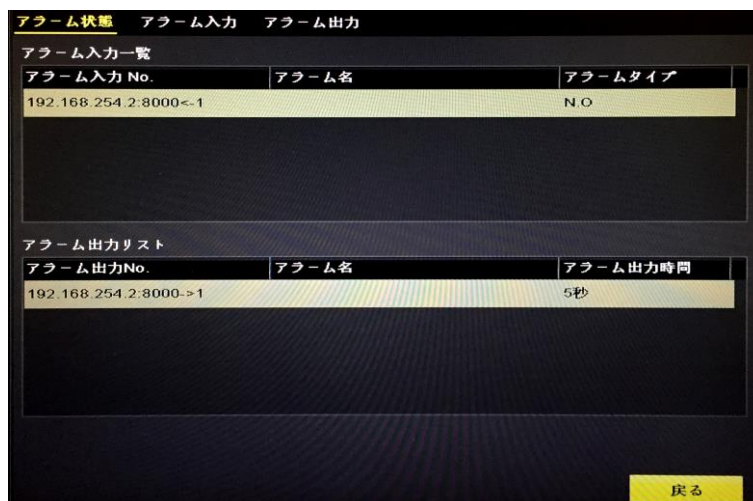 アラーム状態 アラーム入力 アラーム出力
アラーム入力一覧
アラーム入力 No. アラーム名 アラームタイプ
192.168.254.2:8000<-1 N.O
アラーム出力リスト
アラーム出力No. アラーム名 アラーム出力時間
192.168.254.2:8000->1 5秒
戻る